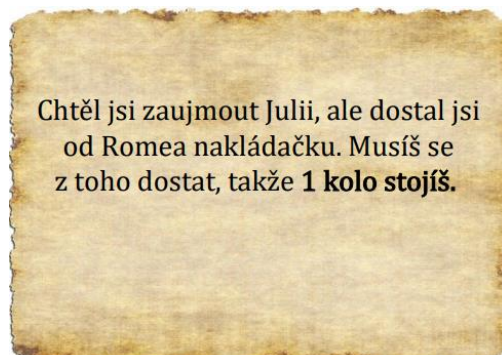 Chtěl jsi zaujmout Julii, ale dostal jsi
od Romea nakládačku. Musíš se
z toho dostat, takže 1 kolo stojíš.